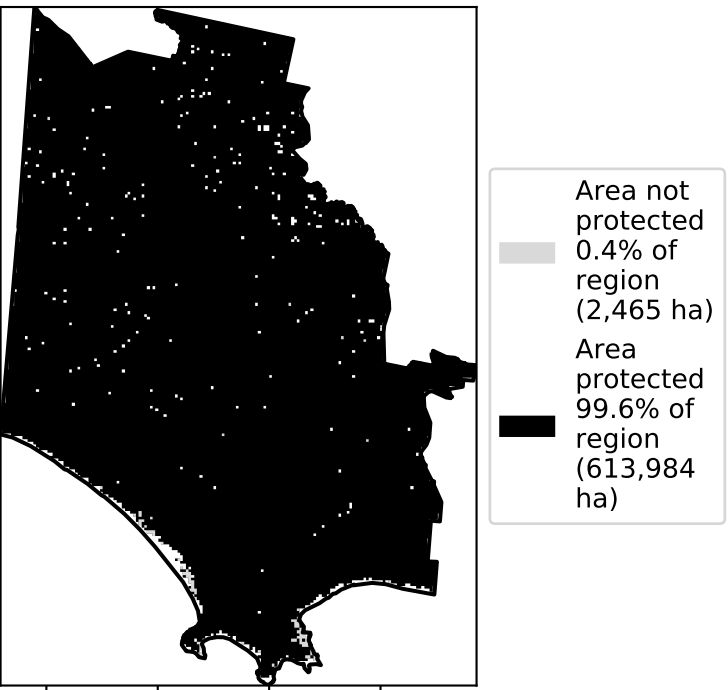 Area not
protected
0.4% of
region
(2,465 ha)
Area
protected
99.6% of
region
(613,984
ha)